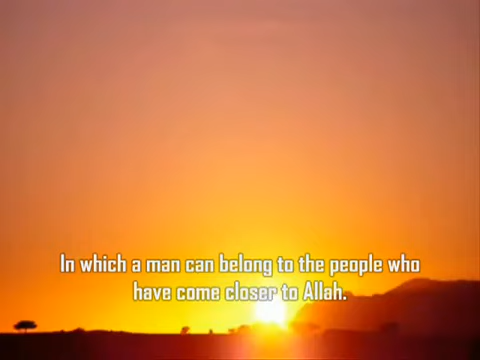 In which a man can belong to the people who
have come closer to Allah.